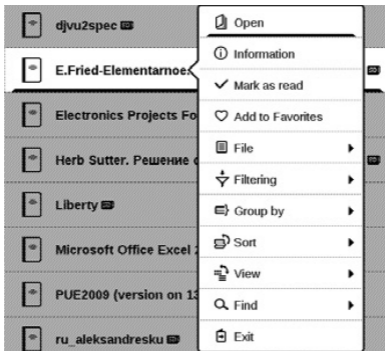 djvu2spec
E.Fried-Elementarnoe:
Electronics Projects Fo
Herb Sutter. Решение
Liberty
Microsoft Office Excel
PUE2009 (version on 13
ru_aleksandresku
Open
Information
Mark as read
Add to Favorites
File
Filtering
Group by
Sort
View
Find
Exit